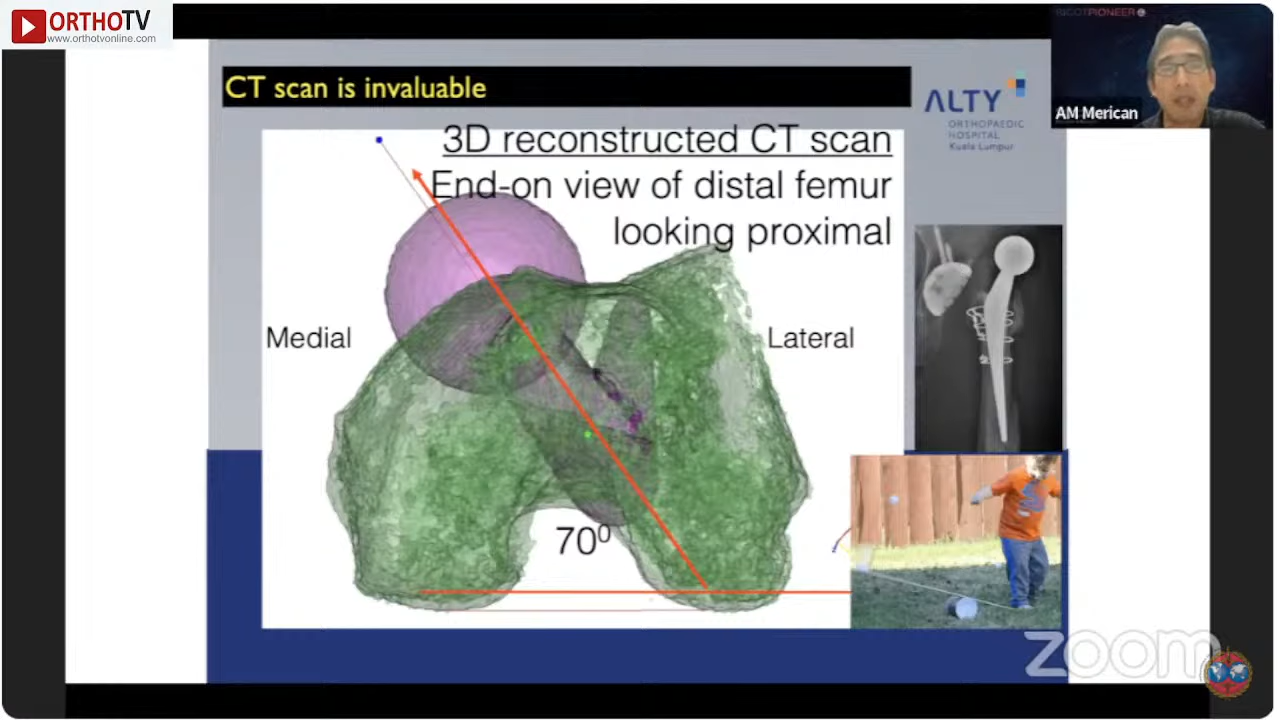 ORTHOTV
www.orthotvonline.com
PIONEER
AM Merican
CT scan is invaluable
ALTY
ORTHOPAEDIC
HOSPITAL
Kuala Lumpur
3D reconstructed CT scan
End-on view of distal femur
looking proximal
Medial
Lateral
70⁰
zoom